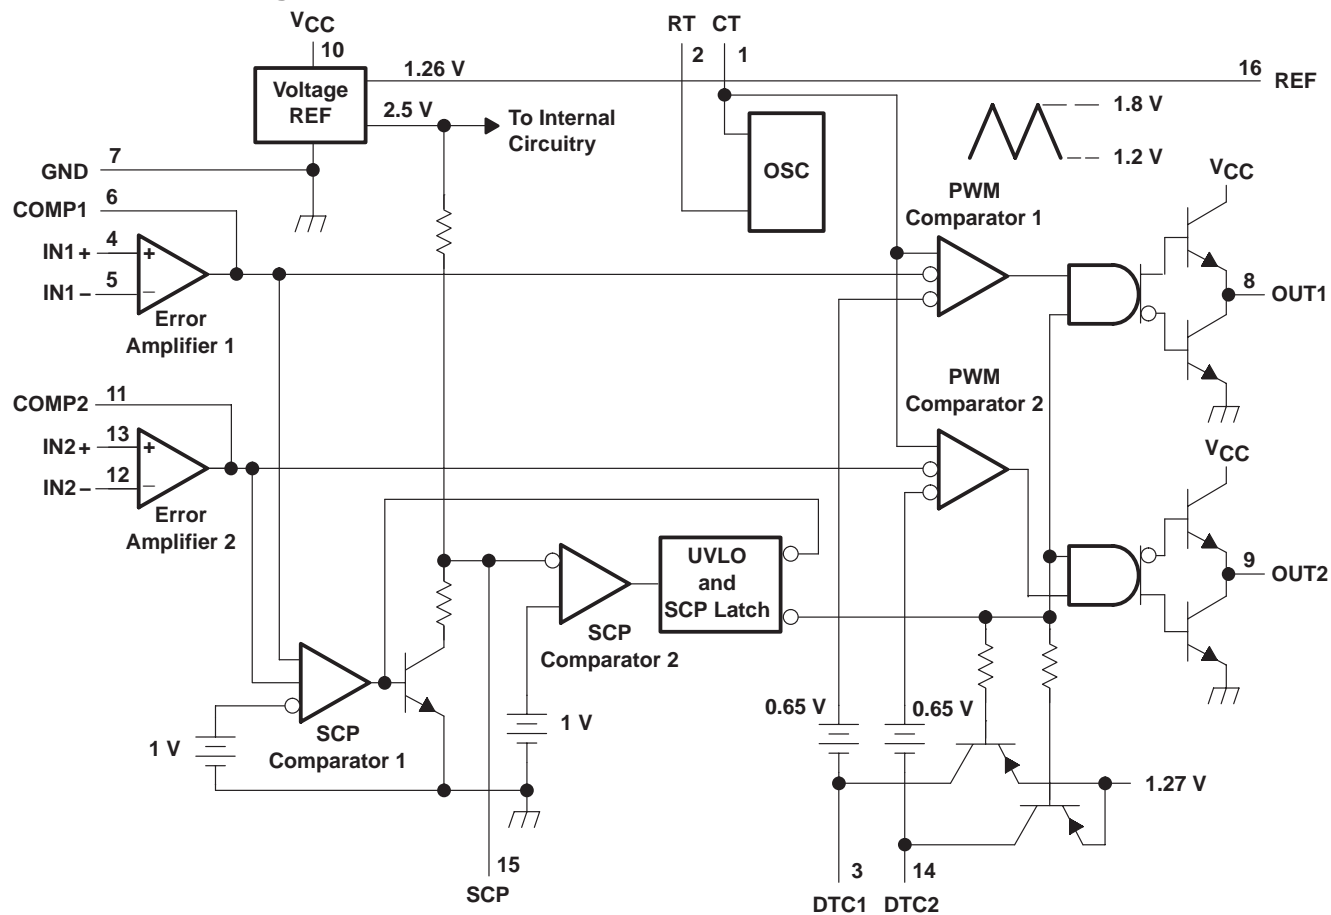 VCC
10
RT CT
2 1
1.26 V
16
REF
Voltage
REF
2.5 V
To Internal
Circuitry
1.8 V
1.2 V
OSC
7
GND
6
COMP1
4
IN1+
5
IN1−
+
−
Error
Amplifier 1
PWM
Comparator 1
VCC
8
OUT1
11
COMP2
13
IN2+
12
IN2−
+
−
Error
Amplifier 2
PWM
Comparator 2
VCC
9
OUT2
UVLO
and
SCP Latch
SCP
Comparator 2
1 V
SCP
Comparator 1
1 V
0.65 V
0.65 V
1.27 V
15
SCP
3
DTC1
14
DTC2